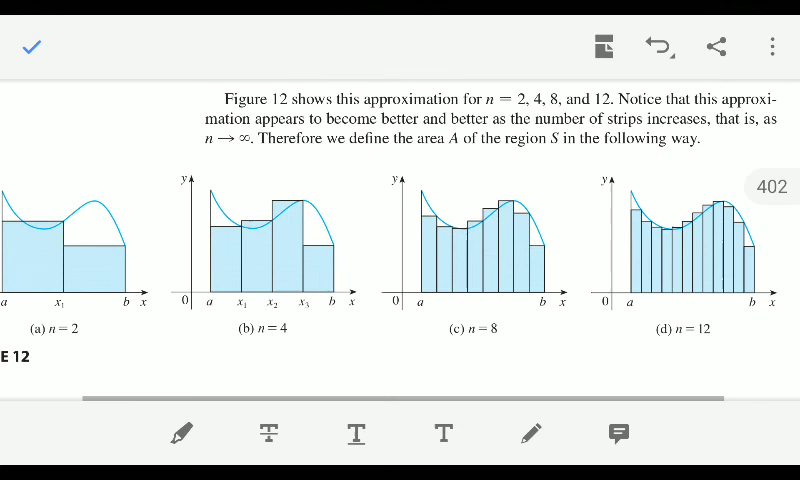 Figure 12 shows this approximation for n = 2, 4, 8, and 12. Notice that this approxi-
mation appears to become better and better as the number of strips increases, that is, as
n → ∞. Therefore we define the area A of the region S in the following way.
402
y y y
a x₁ b x 0 a x₁ x₂ x₃ b x 0 a b x 0 a b x
(a) n = 2 (b) n = 4 (c) n = 8 (d) n = 12
E 12